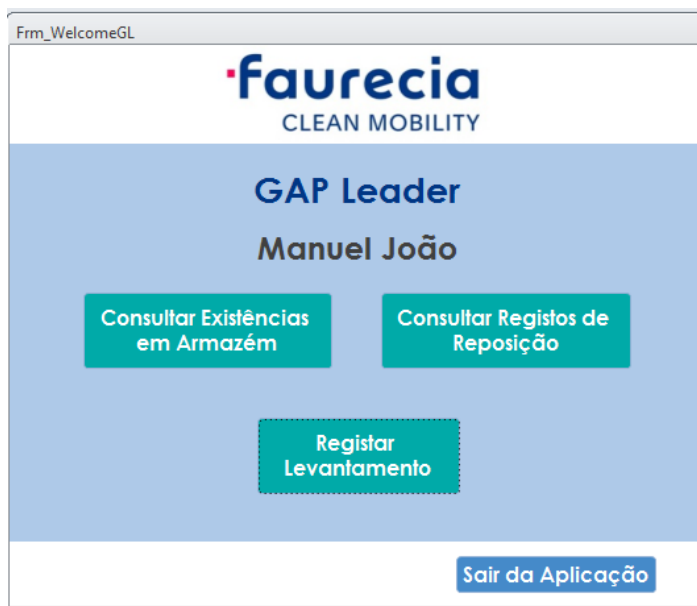 Frm_WelcomeGL
faurecia
CLEAN MOBILITY
GAP Leader
Manuel João
Consultar Existências
em Armazém
Consultar Registos de
Reposição
Registar
Levantamento
Sair da Aplicação